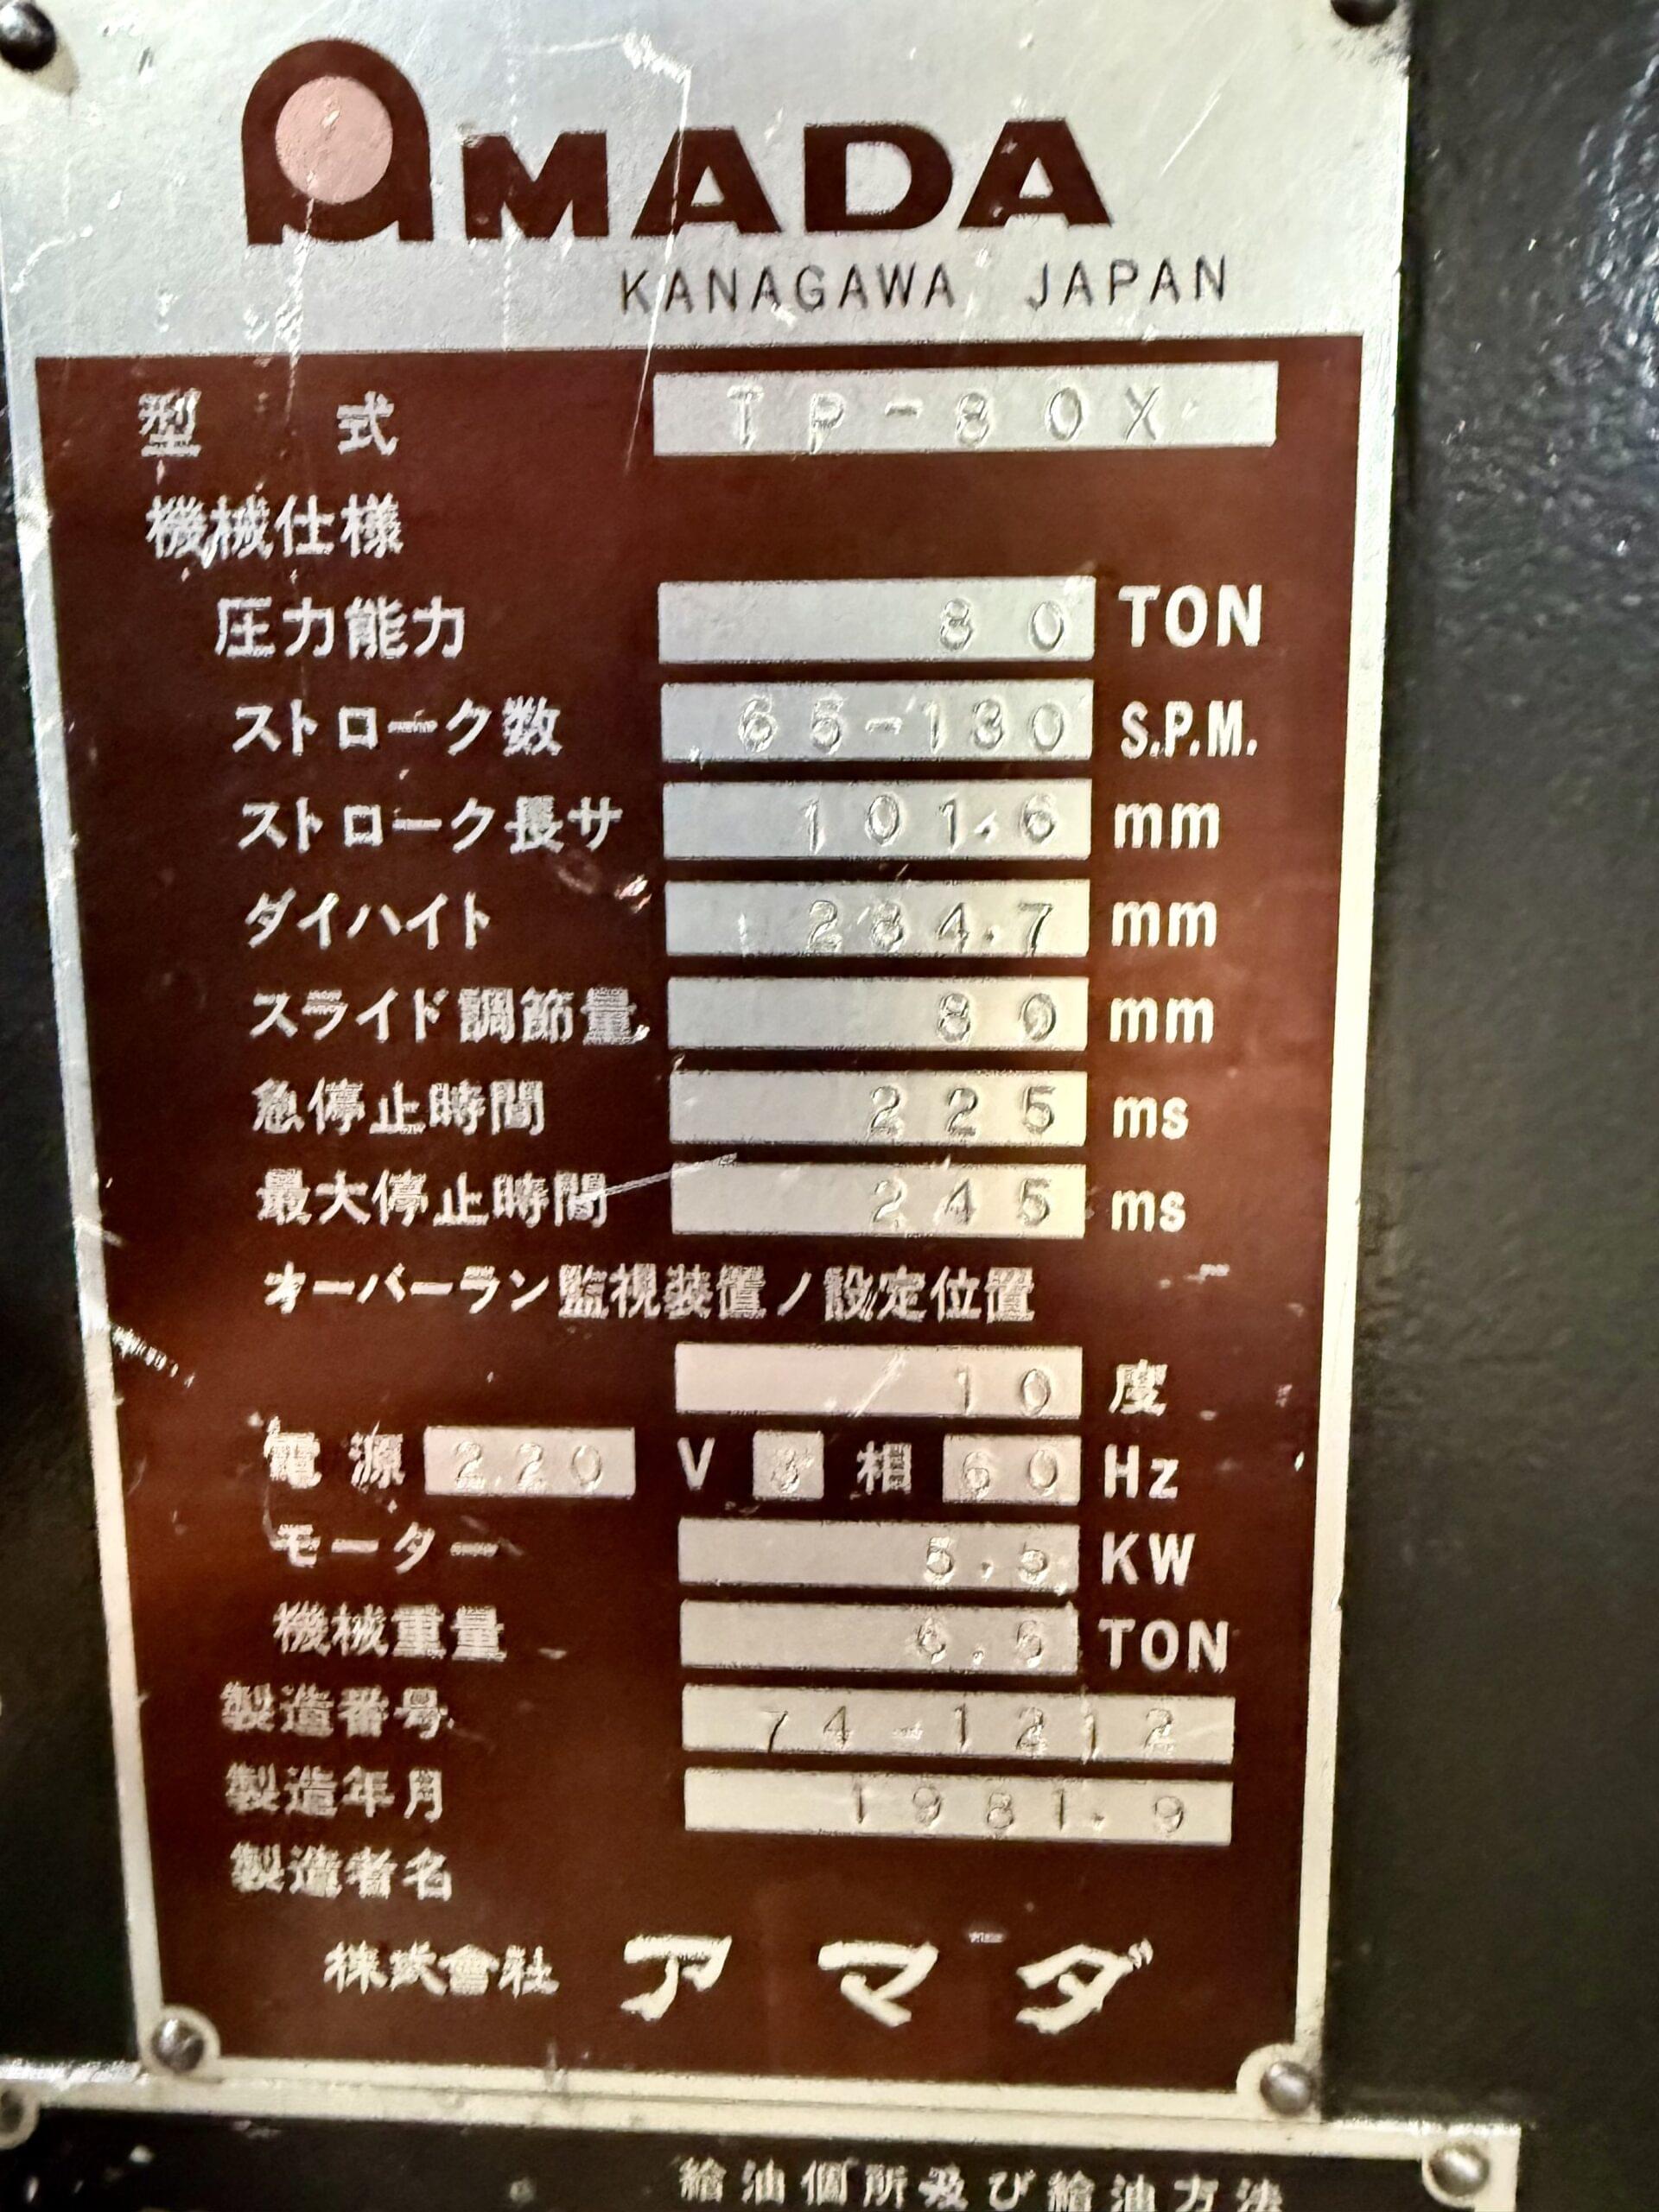 AMADA
KANAGAWA JAPAN
型 式 TP-80X
機械仕様
圧力能力 80 TON
ストローク数 65-130 S.P.M.
ストローク長サ 101.6 mm
ダイハイト 284.7 mm
スライド調節量 80 mm
急停止時間 225 ms
最大停止時間 245 ms
オーバーラン監視装置ノ設定位置
10 度
電源 220 V 3 相 60 Hz
モーター 5.5 KW
機械重量 TON
製造番号 74-1212
製造年月 1981.9
製造者名
株式會社 アマダ
給油個所及び給油方法